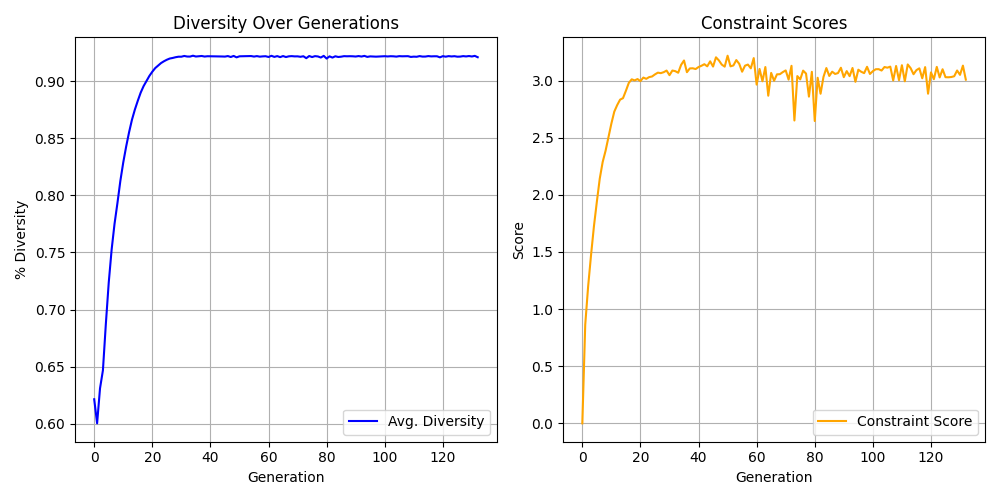 Diversity Over Generations
% Diversity
0.90
0.85
0.80
0.75
0.70
0.65
0.60
0 20 40 60 80 100 120
Generation
Avg. Diversity
Constraint Scores
Score
3.0
2.5
2.0
1.5
1.0
0.5
0.0
0 20 40 60 80 100 120
Generation
Constraint Score